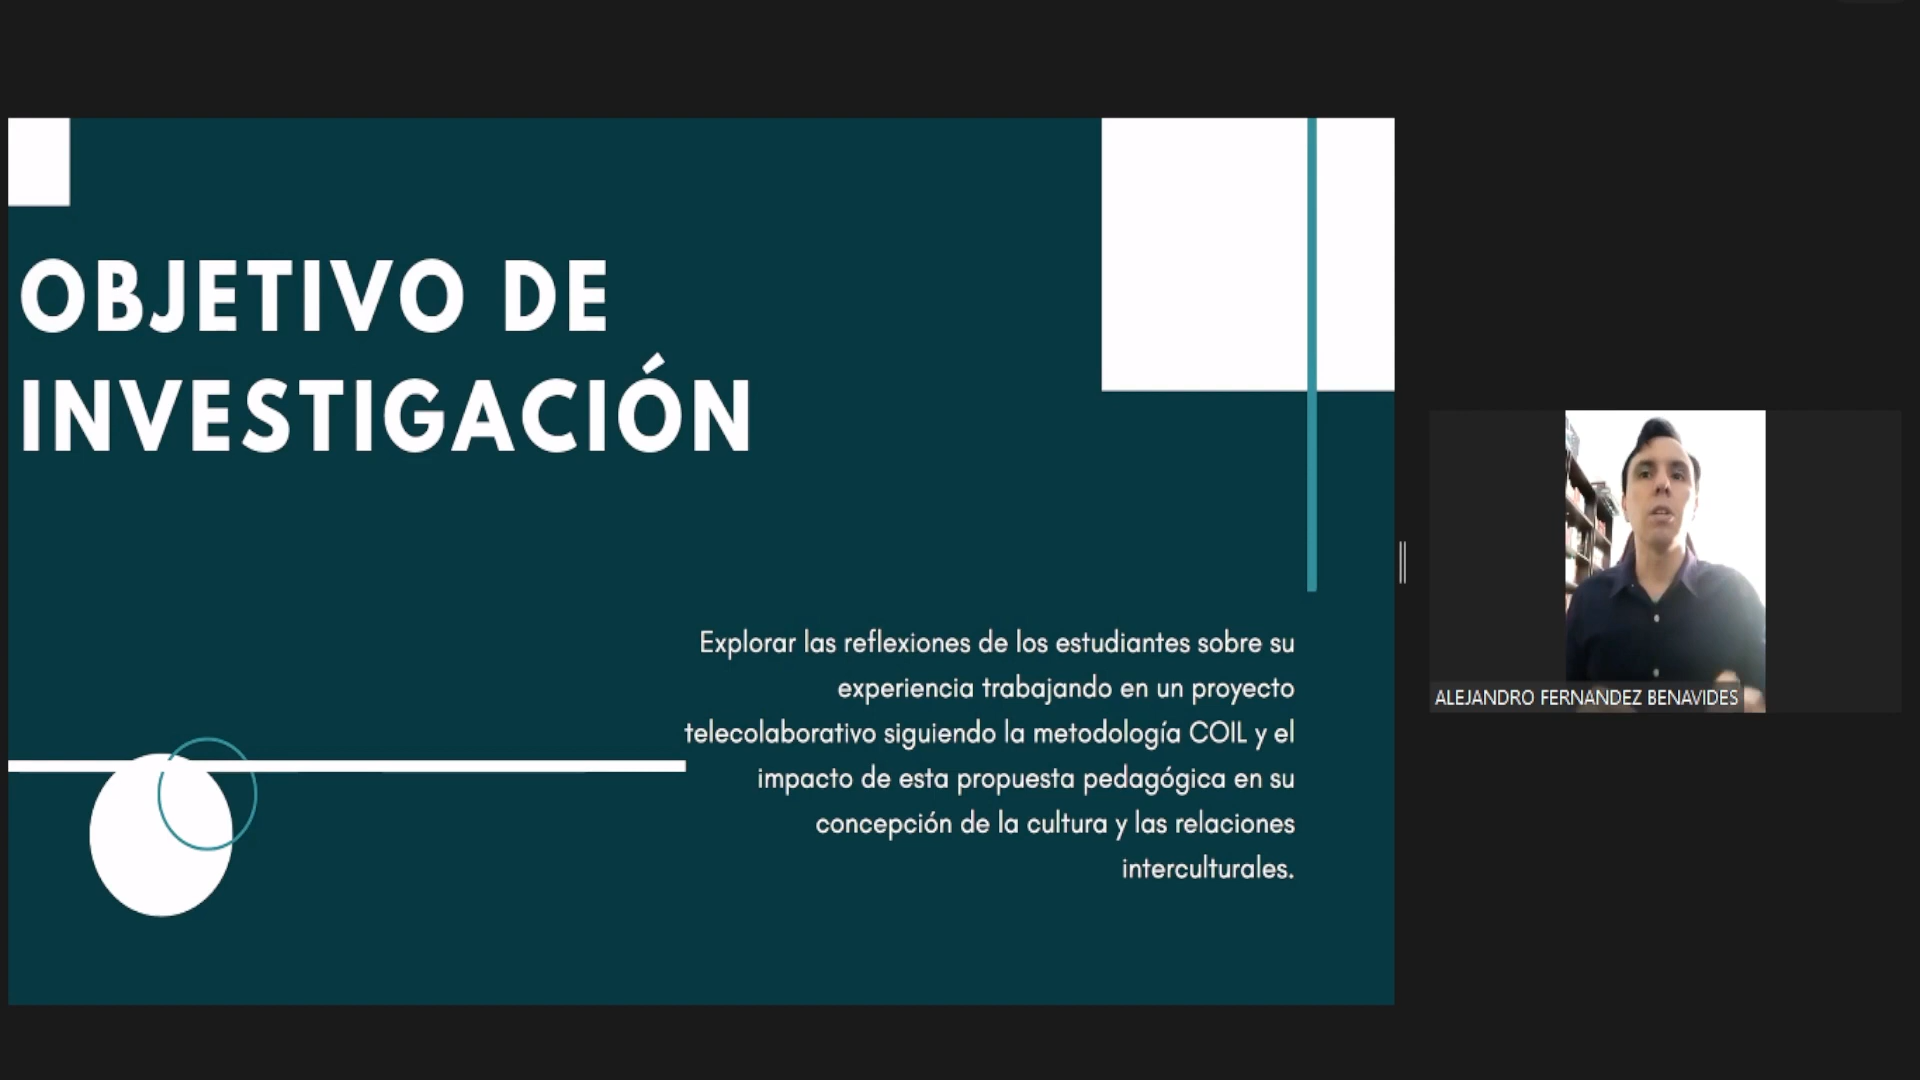 OBJETIVO DE
INVESTIGACIÓN
Explorar las reflexiones de los estudiantes sobre su
experiencia trabajando en un proyecto
telecolaborativo siguiendo la metodología COIL y el
impacto de esta propuesta pedagógica en su
concepción de la cultura y las relaciones
interculturales.
ALEJANDRO FERNANDEZ BENAVIDES